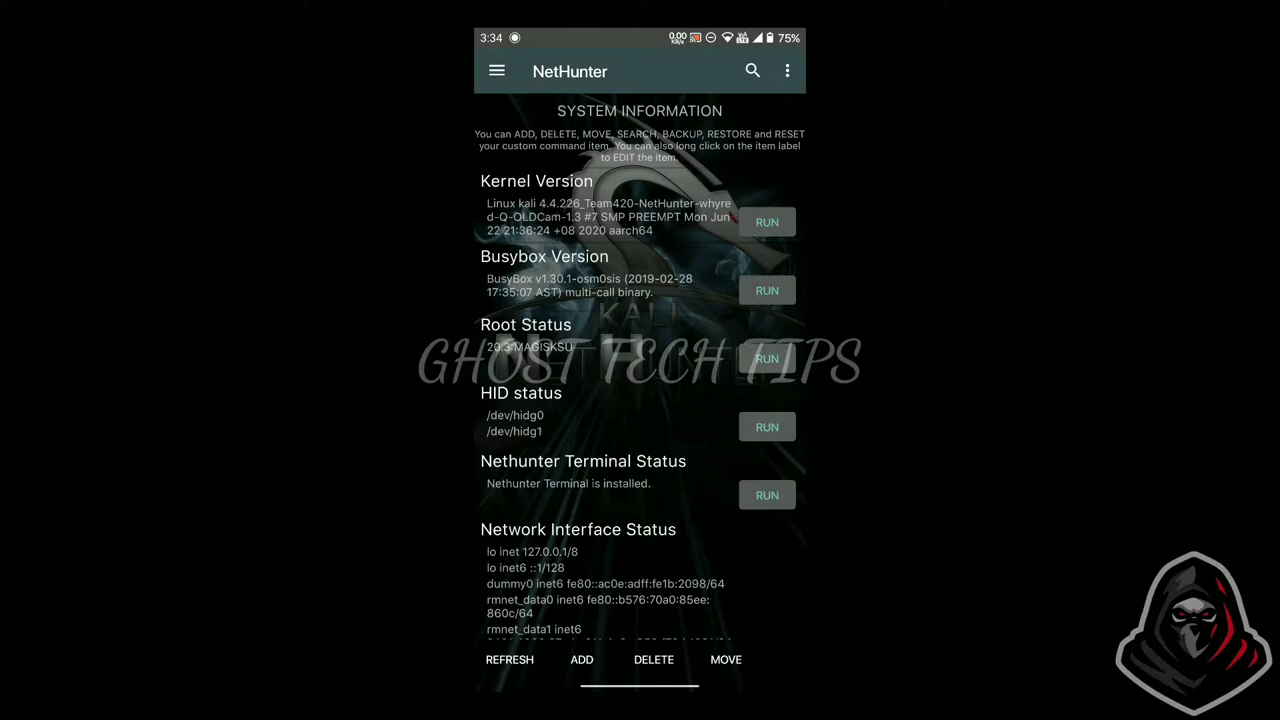 3:34 0.00 KB/s Vo LTE 75%
NetHunter
SYSTEM INFORMATION
You can ADD, DELETE, MOVE, SEARCH, BACKUP, RESTORE and RESET
your custom command item. You can also long click on the item label
to EDIT the item.
Kernel Version
Linux kali 4.4.226_Team420-NetHunter-whyre
d-Q-OLDCam-1.3 #7 SMP PREEMPT Mon Jun
22 21:36:24 +08 2020 aarch64
RUN
Busybox Version
BusyBox v1.30.1-osm0sis (2019-02-28
17:35:07 AST) multi-call binary.
RUN
KALI
Root Status
20.3:MAGISKSU
RUN
GHOST TECH TIPS
HID status
/dev/hidg0
/dev/hidg1
RUN
Nethunter Terminal Status
Nethunter Terminal is installed.
RUN
Network Interface Status
lo inet 127.0.0.1/8
lo inet6 ::1/128
dummy0 inet6 fe80::ac0e:adff:fe1b:2098/64
rmnet_data0 inet6 fe80::b576:70a0:85ee:
860c/64
rmnet_data1 inet6
REFRESH ADD DELETE MOVE